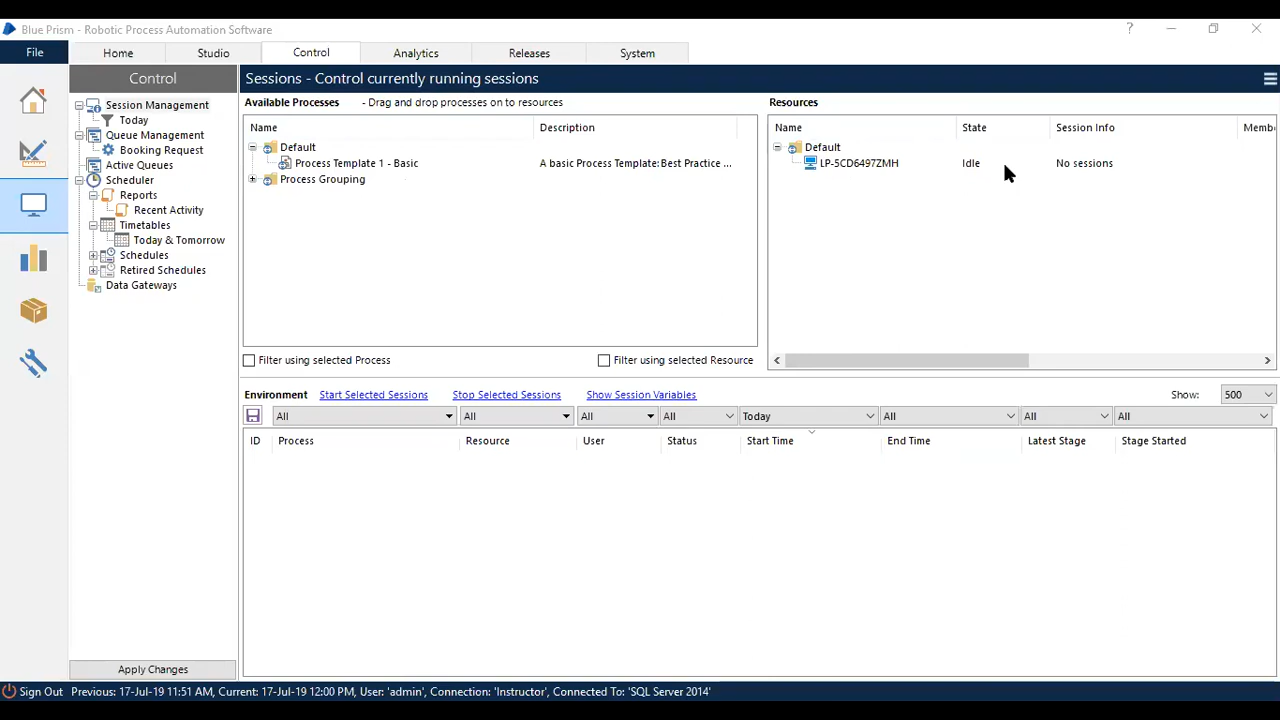 Blue Prism - Robotic Process Automation Software
?
File
Home
Studio
Control
Analytics
Releases
System
Control
Session Management
Today
Queue Management
Booking Request
Active Queues
Scheduler
Reports
Recent Activity
Timetables
Today & Tomorrow
Schedules
Retired Schedules
Data Gateways
Apply Changes
Sessions - Control currently running sessions
Available Processes - Drag and drop processes on to resources
Name Description
Default
Process Template 1 - Basic A basic Process Template:Best Practice ...
Process Grouping
Filter using selected Process Filter using selected Resource
Resources
Name State Session Info Membe
Default
LP-5CD6497ZMH Idle No sessions
Environment Start Selected Sessions Stop Selected Sessions Show Session Variables Show: 500
All All All All Today All All All
ID Process Resource User Status Start Time End Time Latest Stage Stage Started
Sign Out Previous: 17-Jul-19 11:51 AM, Current: 17-Jul-19 12:00 PM, User: 'admin', Connection: 'Instructor', Connected To: 'SQL Server 2014'